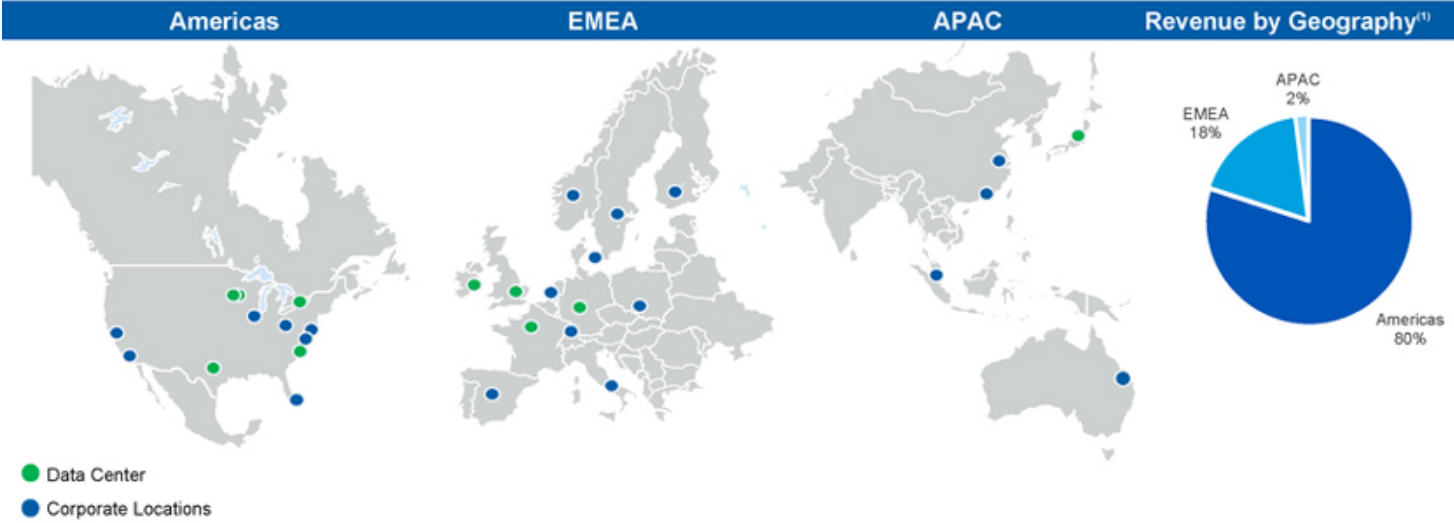 Americas
EMEA
APAC
Revenue by Geography(1)
APAC
2%
EMEA
18%
Americas
80%
Data Center
Corporate Locations